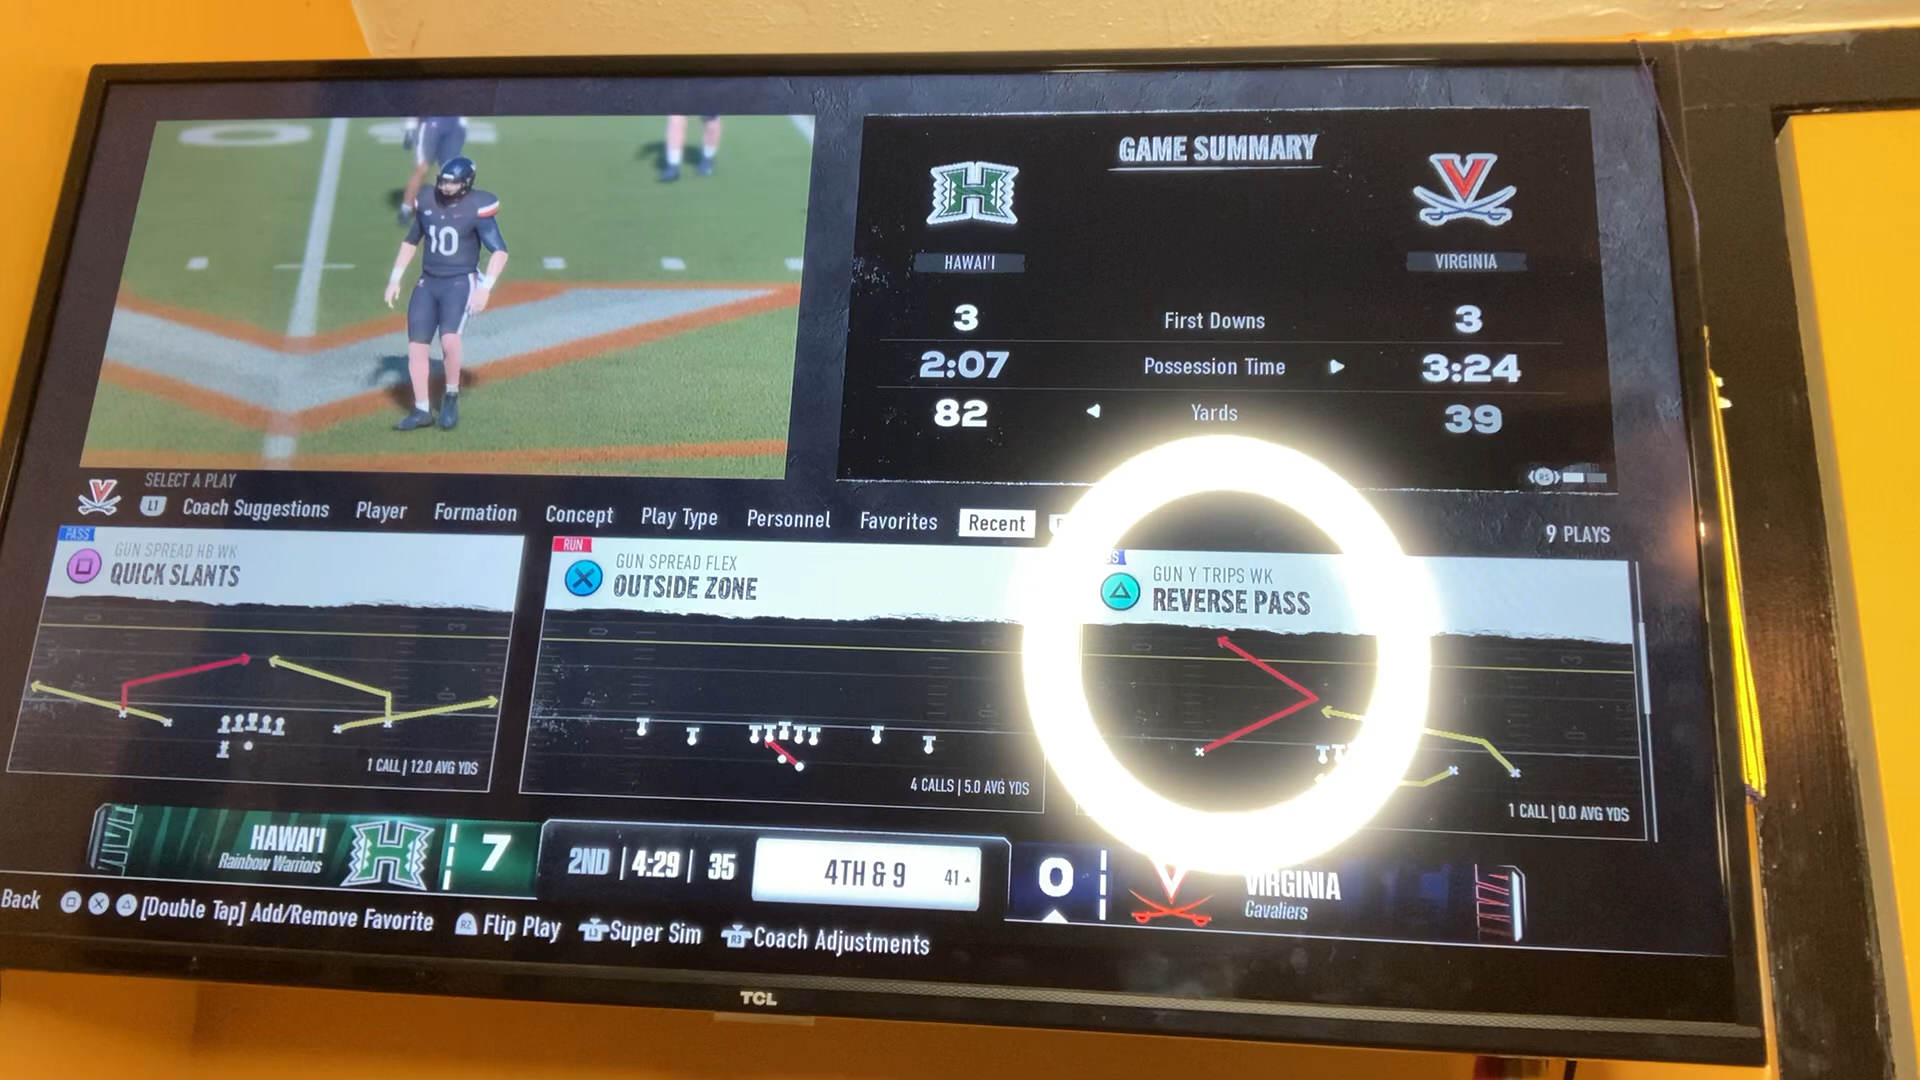 10
GAME SUMMARY
HAWAI'I
VIRGINIA
3 First Downs 3
2:07 Possession Time 3:24
82 Yards 39
RS
SELECT A PLAY
L1 Coach Suggestions Player Formation Concept Play Type Personnel Favorites Recent
9 PLAYS
PASS
GUN SPREAD HB WK
QUICK SLANTS
1 CALL | 12.0 AVG YDS
RUN
GUN SPREAD FLEX
OUTSIDE ZONE
4 CALLS | 5.0 AVG YDS
GUN Y TRIPS WK
REVERSE PASS
1 CALL | 0.0 AVG YDS
HAWAI'I
Rainbow Warriors
7
2ND | 4:29 | 35
4TH & 9 41
0
VIRGINIA
Cavaliers
Back [Double Tap] Add/Remove Favorite R2 Flip Play L3 Super Sim R3 Coach Adjustments
TCL